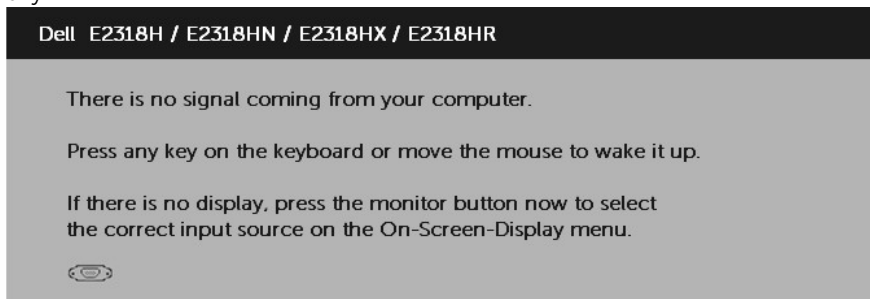 Dell E2318H / E2318HN / E2318HX / E2318HR
There is no signal coming from your computer.
Press any key on the keyboard or move the mouse to wake it up.
If there is no display, press the monitor button now to select
the correct input source on the On-Screen-Display menu.